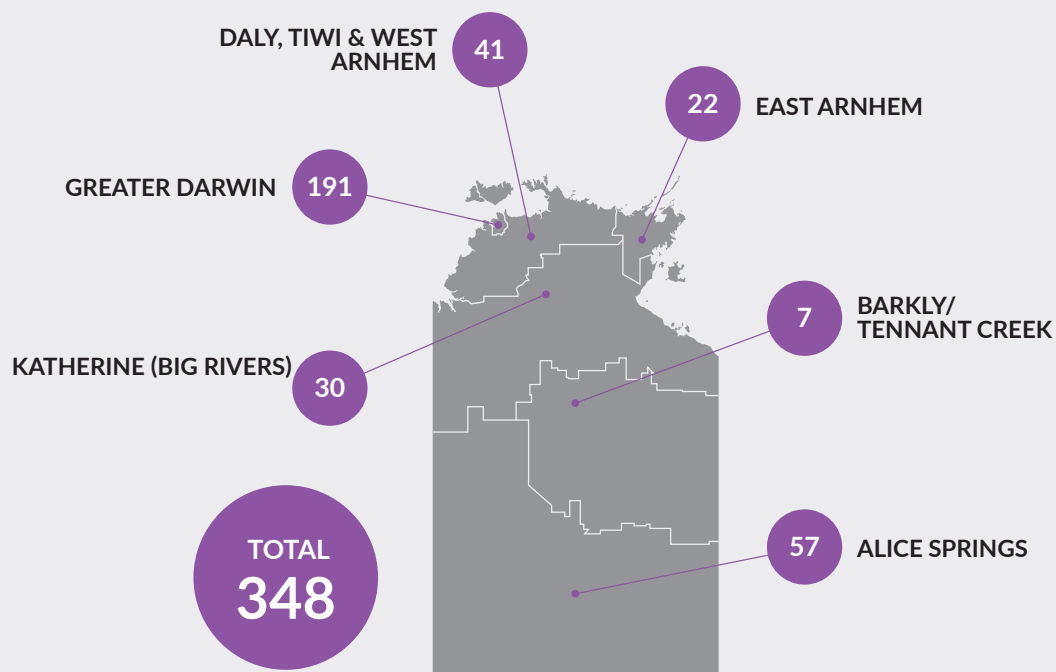 DALY, TIWI & WEST
ARNHEM
41
22
EAST ARNHEM
GREATER DARWIN
191
7
BARKLY/
TENNANT CREEK
KATHERINE (BIG RIVERS)
30
TOTAL
348
57
ALICE SPRINGS